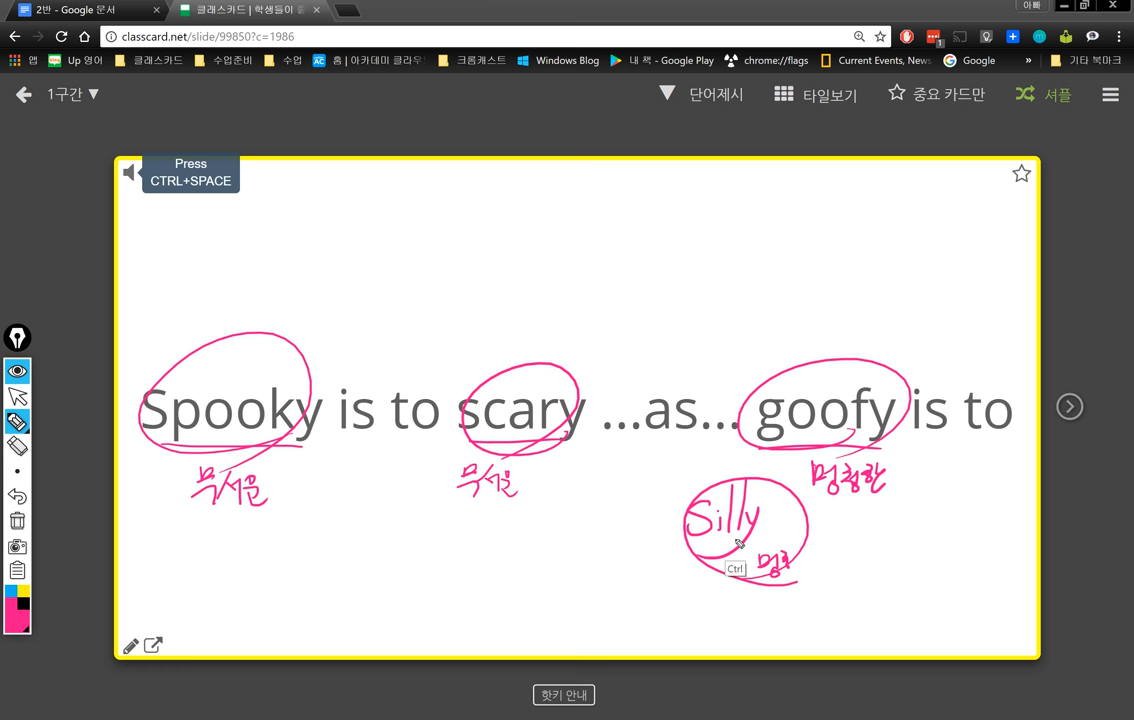 2반 - Google 문서
클래스카드 | 학생들이 좋
아빠
classcard.net/slide/99850?c=1986
앱 Up 영어 클래스카드 수업준비 수업 홈 | 아카데미 클라우 크롬캐스트 Windows Blog 내 책 - Google Play chrome://flags Current Events, News Google » 기타 북마크
1구간 ▼ ▼ 단어제시 타일보기 중요 카드만 셔플
Press
CTRL+SPACE
Spooky is to scary ...as... goofy is to
무서운 무서운 멍청한
Silly
Ctrl
핫키 안내